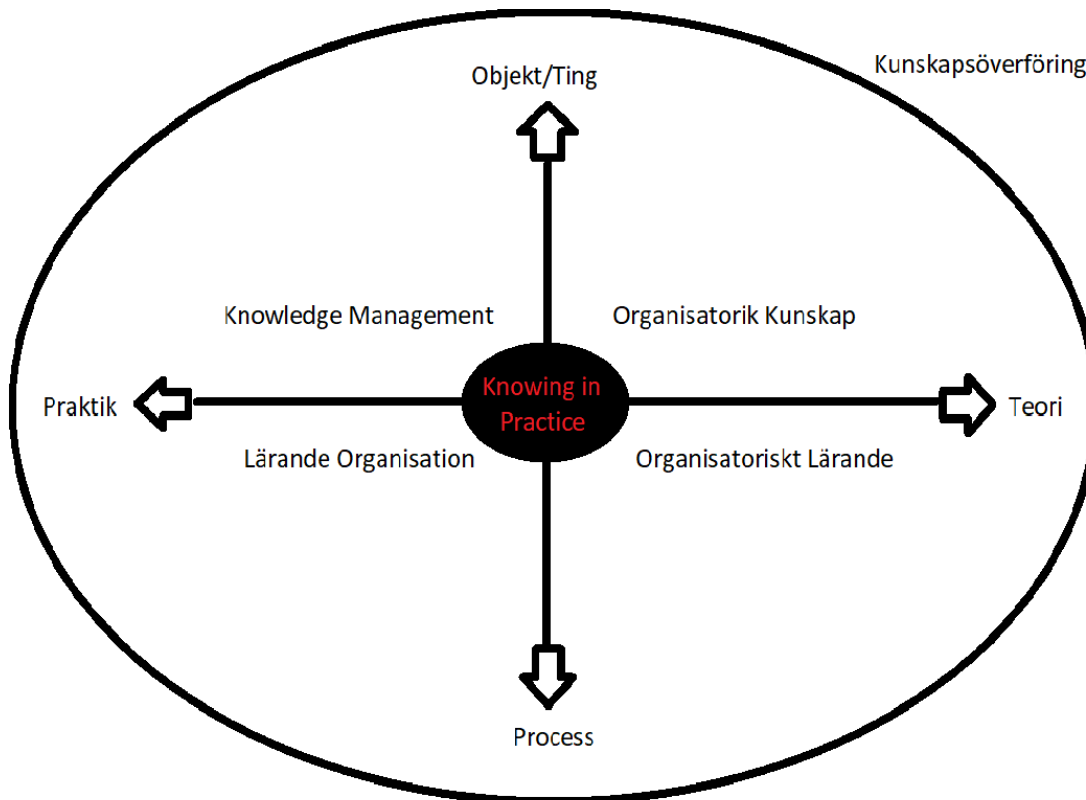 Kunskapsöverföring
Objekt/Ting
Knowledge Management
Organisatorik Kunskap
Knowing in
Practice
Praktik
Teori
Lärande Organisation
Organisatoriskt Lärande
Process